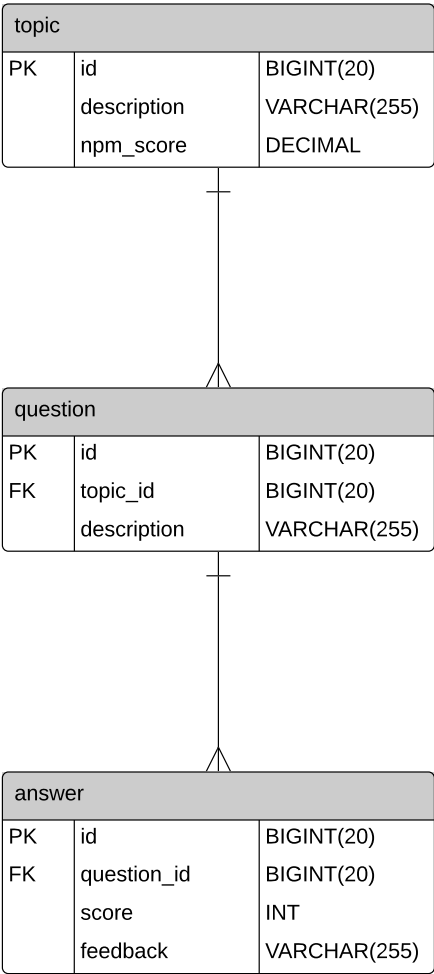 topic
PK id BIGINT(20)
description VARCHAR(255)
npm_score DECIMAL
question
PK id BIGINT(20)
FK topic_id BIGINT(20)
description VARCHAR(255)
answer
PK id BIGINT(20)
FK question_id BIGINT(20)
score INT
feedback VARCHAR(255)